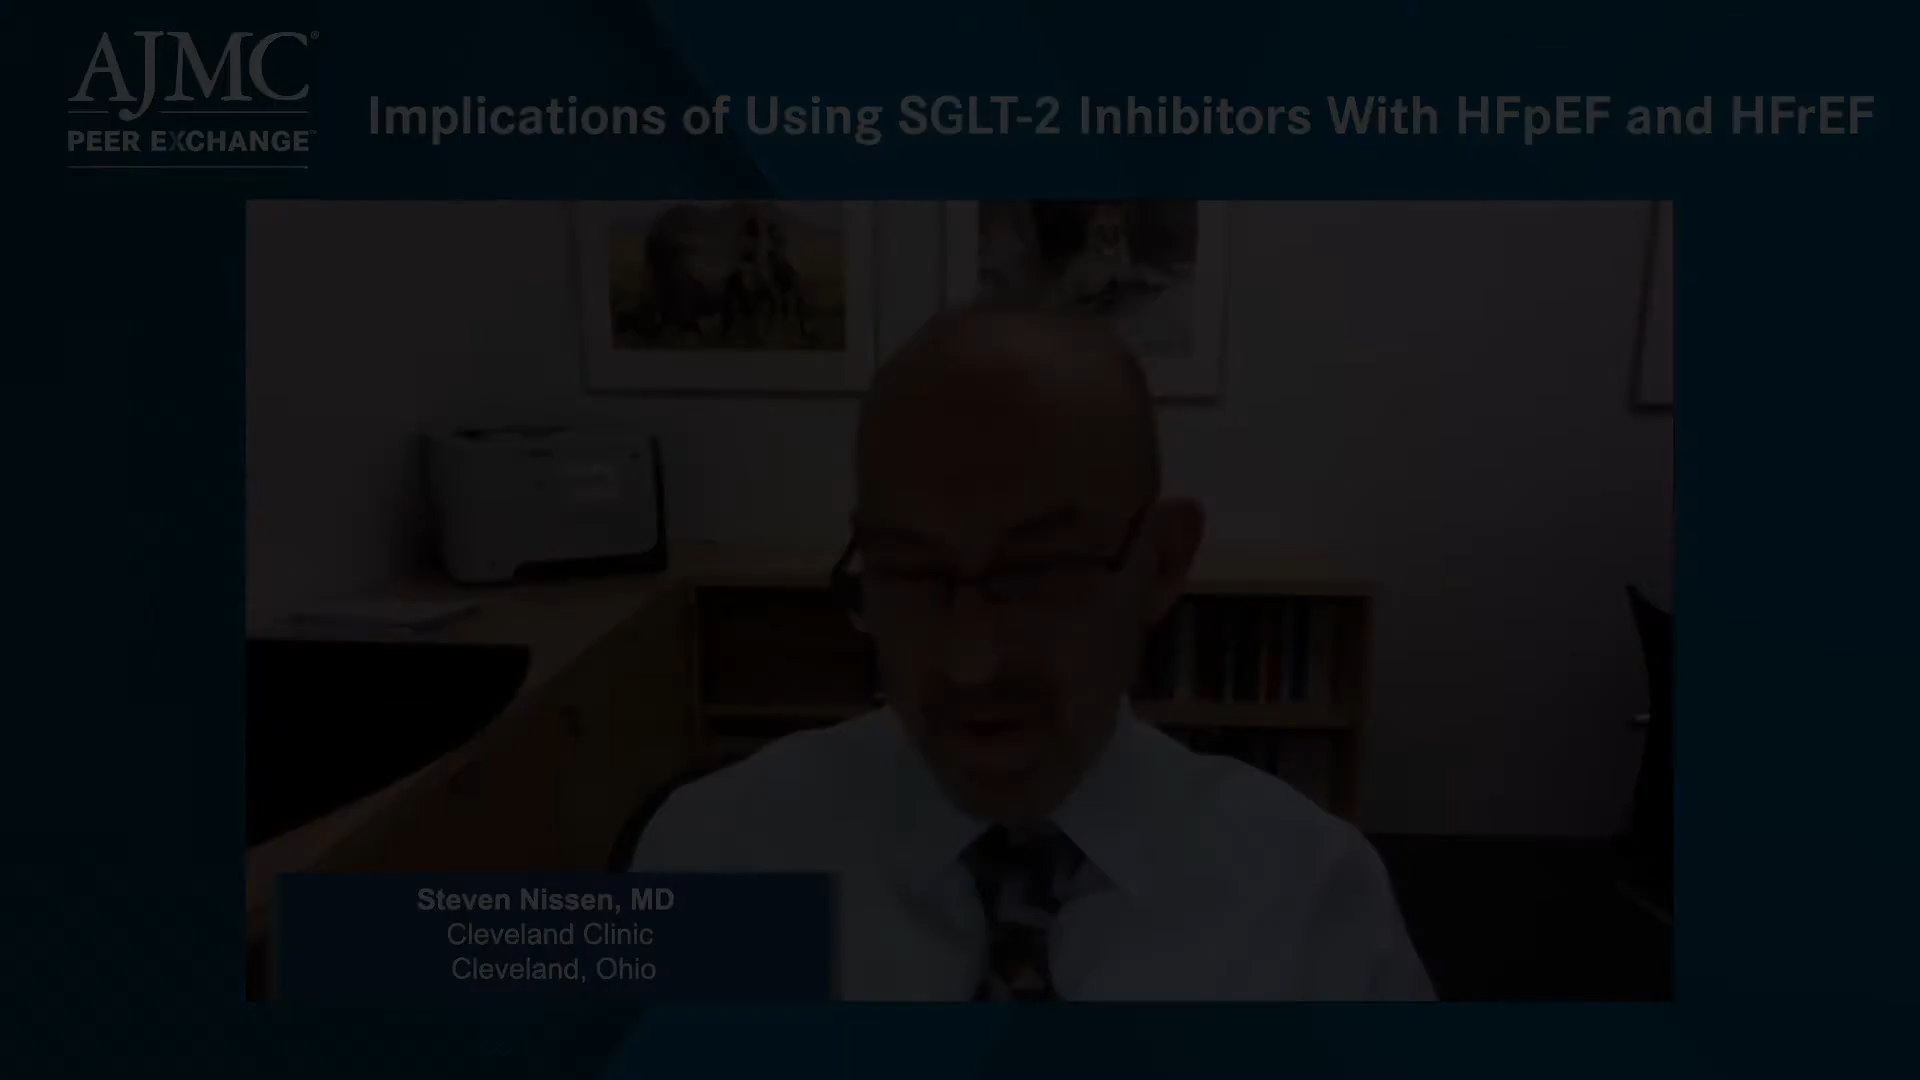 AJMC®
PEER EXCHANGE™
Implications of Using SGLT-2 Inhibitors With HFpEF and HFrEF
Steven Nissen, MD
Cleveland Clinic
Cleveland, Ohio